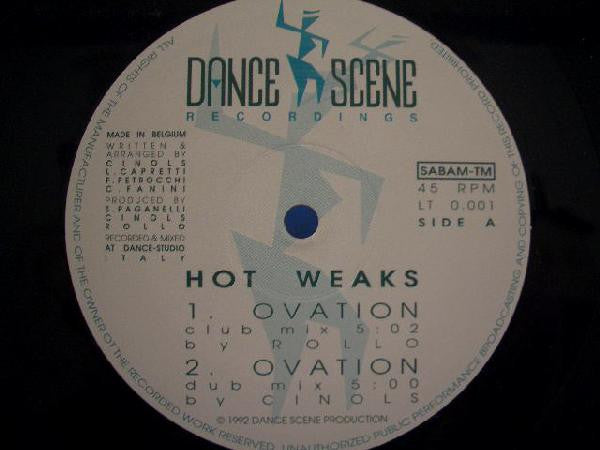 DANCE SCENE
RECORDINGS
ALL RIGHTS OF THE MANUFACTURER AND OF THE OWNER OF THE RECORDED WORK RESERVED. UNAUTHORIZED PUBLIC PERFORMANCE BROADCASTING AND COPYING OF THIS RECORD PROHIBITED
MADE IN BELGIUM
WRITTEN &
ARRANGED BY
CINOLS
L. CAPRETTI
F. PETROCCHI
C. FANINI
PRODUCED BY
S. PAGANELLI
CINOLS
ROLLO
RECORDED & MIXED
AT DANCE-STUDIO
ITALY
SABAM-TM
45 RPM
LT 0.001
SIDE A
HOT WEAKS
1. OVATION
club mix 5:02
by ROLLO
2. OVATION
dub mix 5:00
by CINOLS
© 1992 DANCE SCENE PRODUCTION